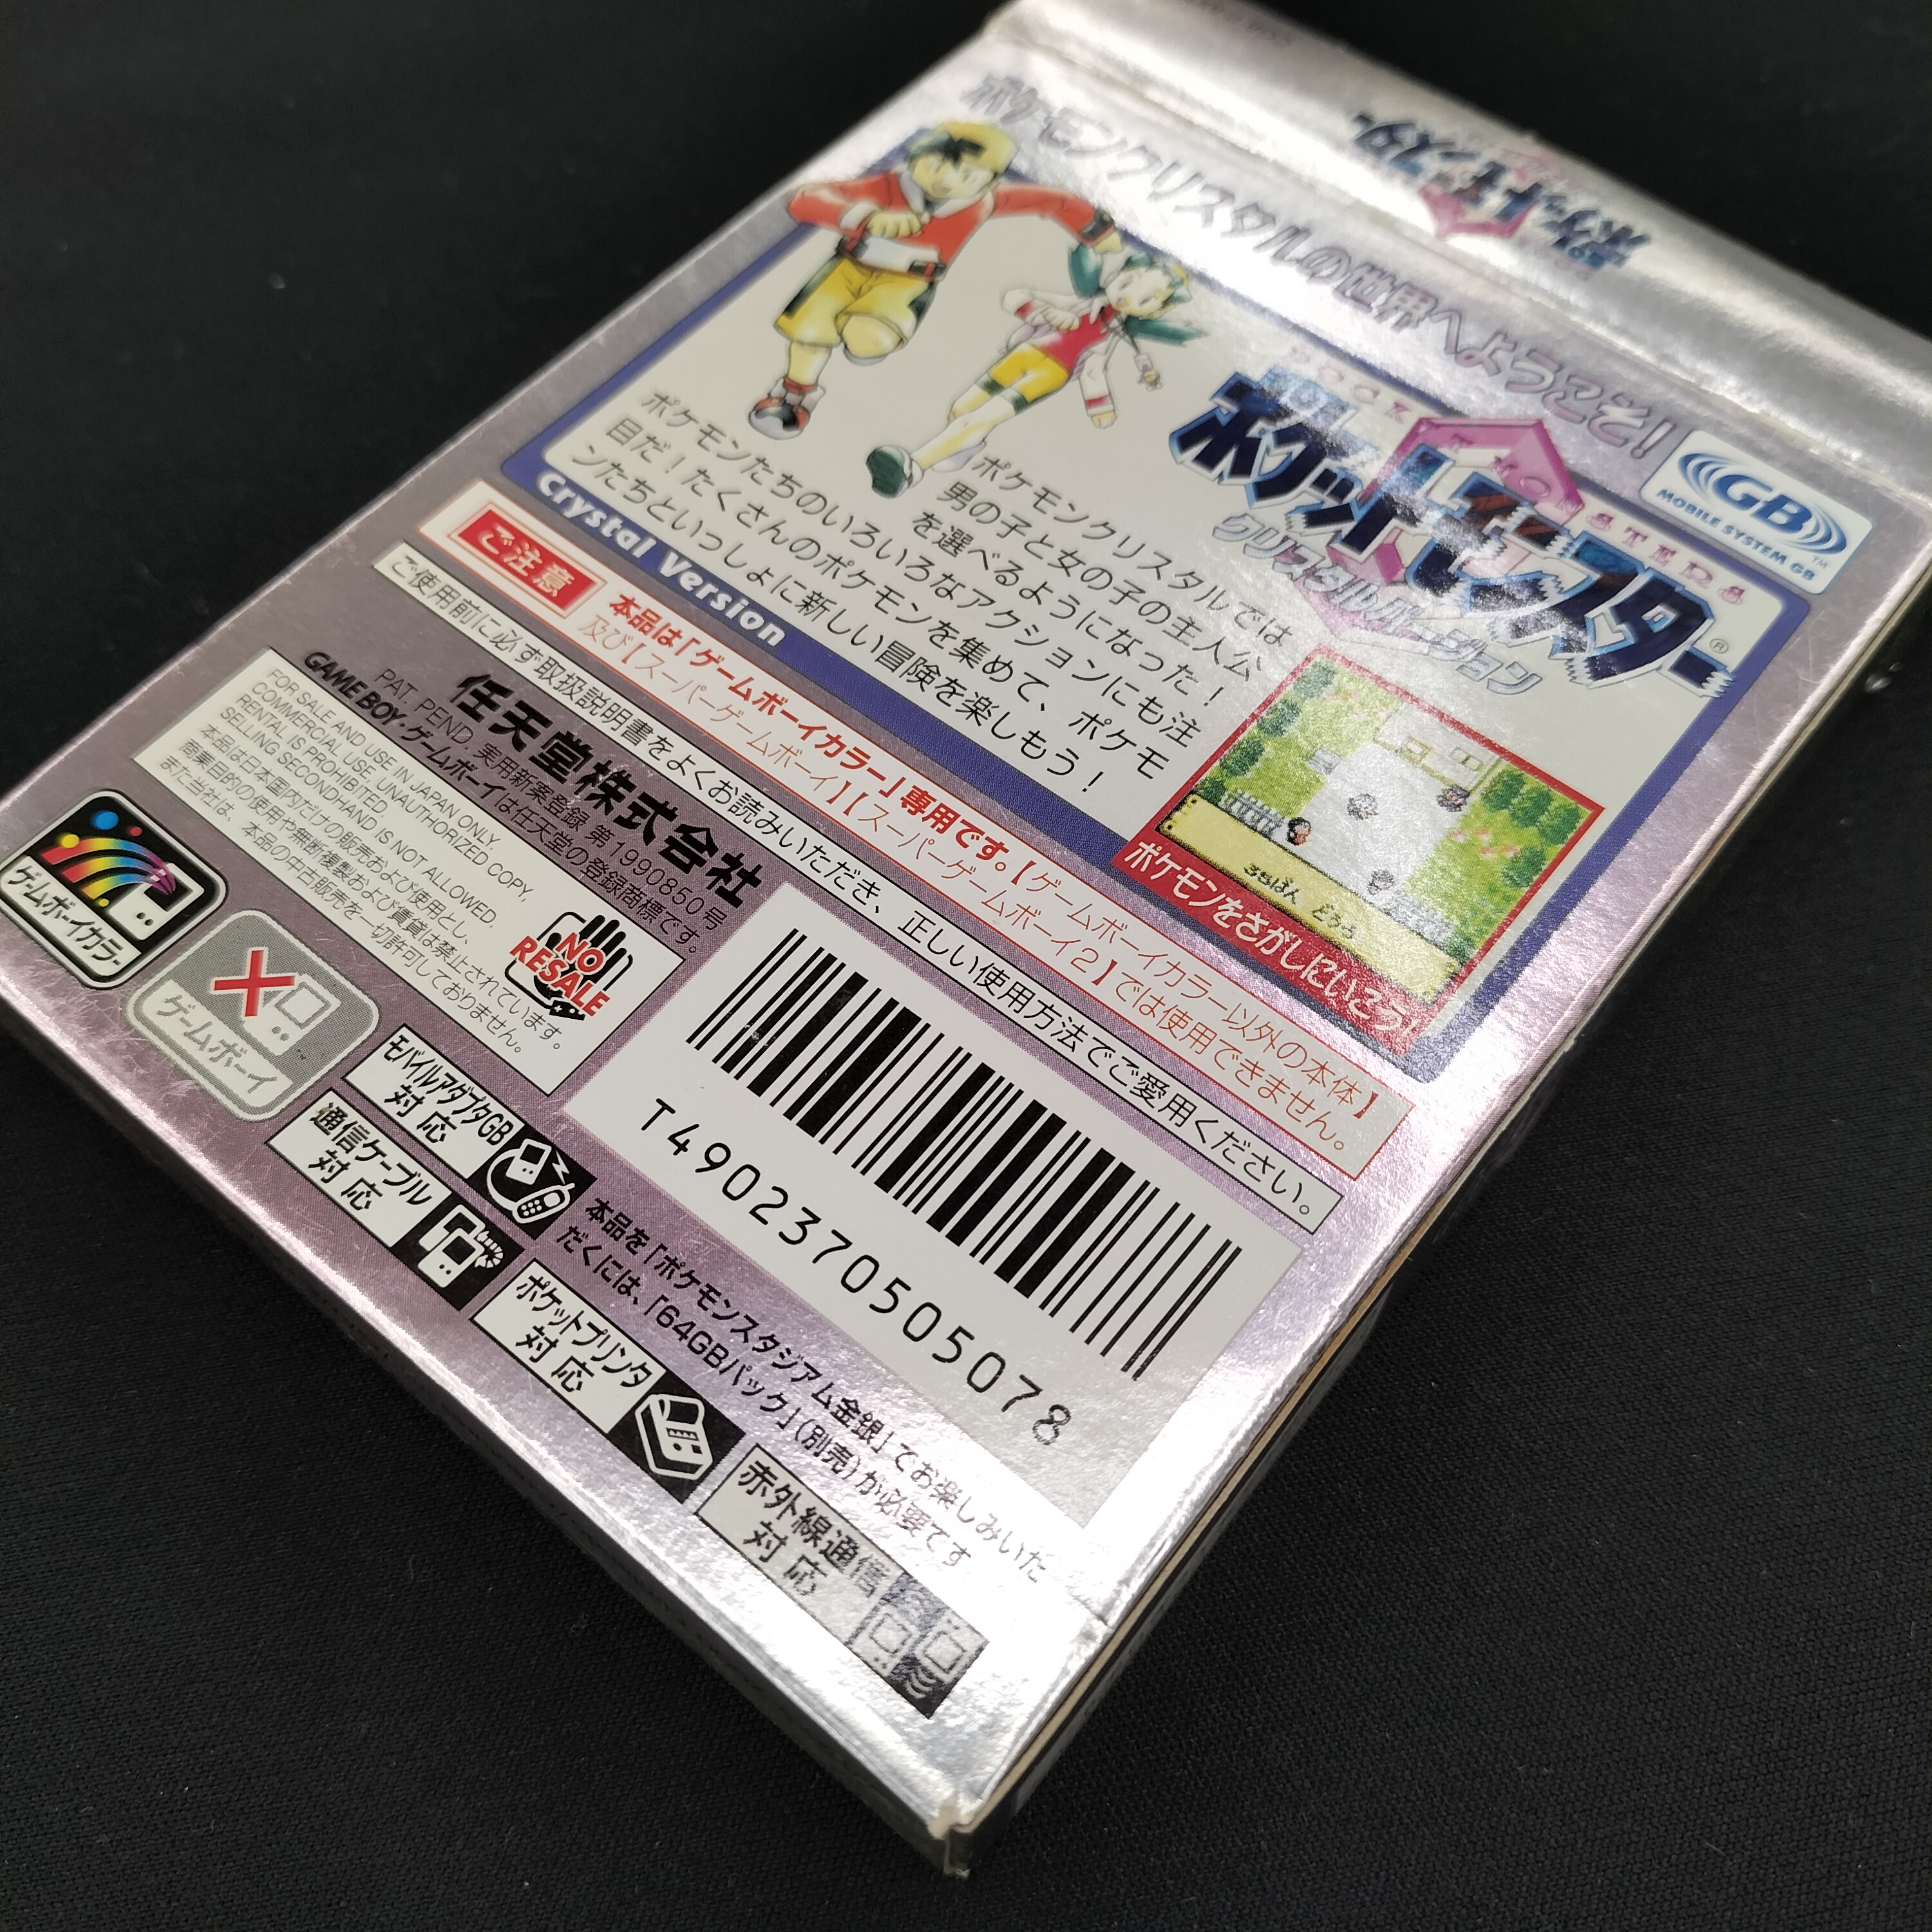 ポケットモンスター
ポケモンクリスタルの世界へようこそ!
MOBILE SYSTEM GB™
GB
POCKET MONSTERS
ポケットモンスター®
クリスタルバージョン
ポケモンクリスタルでは
男の子と女の子の主人公
を選べるようになった!
ポケモンたちのいろいろなアクションにも注
目だ!たくさんのポケモンを集めて、ポケモ
ンたちといっしょに新しい冒険を楽しもう!
35ばん どうろ
ポケモンをさがしにいこう!
Crystal Version
ご注意
本品は「ゲームボーイカラー」専用です。【ゲームボーイカラー以外の本体】
及び【スーパーゲームボーイ】【スーパーゲームボーイ2】では使用できません。
ご使用前に必ず取扱説明書をよくお読みいただき、正しい使用方法でご愛用ください。
任天堂株式会社
PAT. PEND. 実用新案登録 第1990850号
GAME BOY・ゲームボーイは任天堂の登録商標です。
FOR SALE AND USE IN JAPAN ONLY.
COMMERCIAL USE, UNAUTHORIZED COPY,
RENTAL IS PROHIBITED.
SELLING SECONDHAND IS NOT ALLOWED.
本品は日本国内だけの販売および使用とし、
商業目的の使用や無断複製および賃貸は禁止されています。
また当社は、本品の中古販売を一切許可しておりません。
NO
RESALE
T4902370505078
ゲームボーイカラー
ゲームボーイ
モバイルアダプタGB
対応
通信ケーブル
対応
本品を「ポケモンスタジアム金銀」でお楽しみいた
だくには、「64GBパック」(別売)が必要です
ポケットプリンタ
対応
赤外線通信
対応